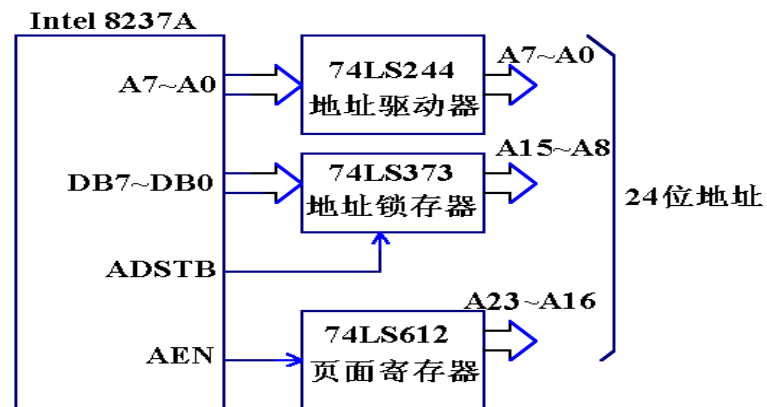 Intel 8237A
A7~A0
74LS244
地址驱动器
A7~A0
DB7~DB0
74LS373
地址锁存器
A15~A8
24位地址
ADSTB
AEN
74LS612
页面寄存器
A23~A16